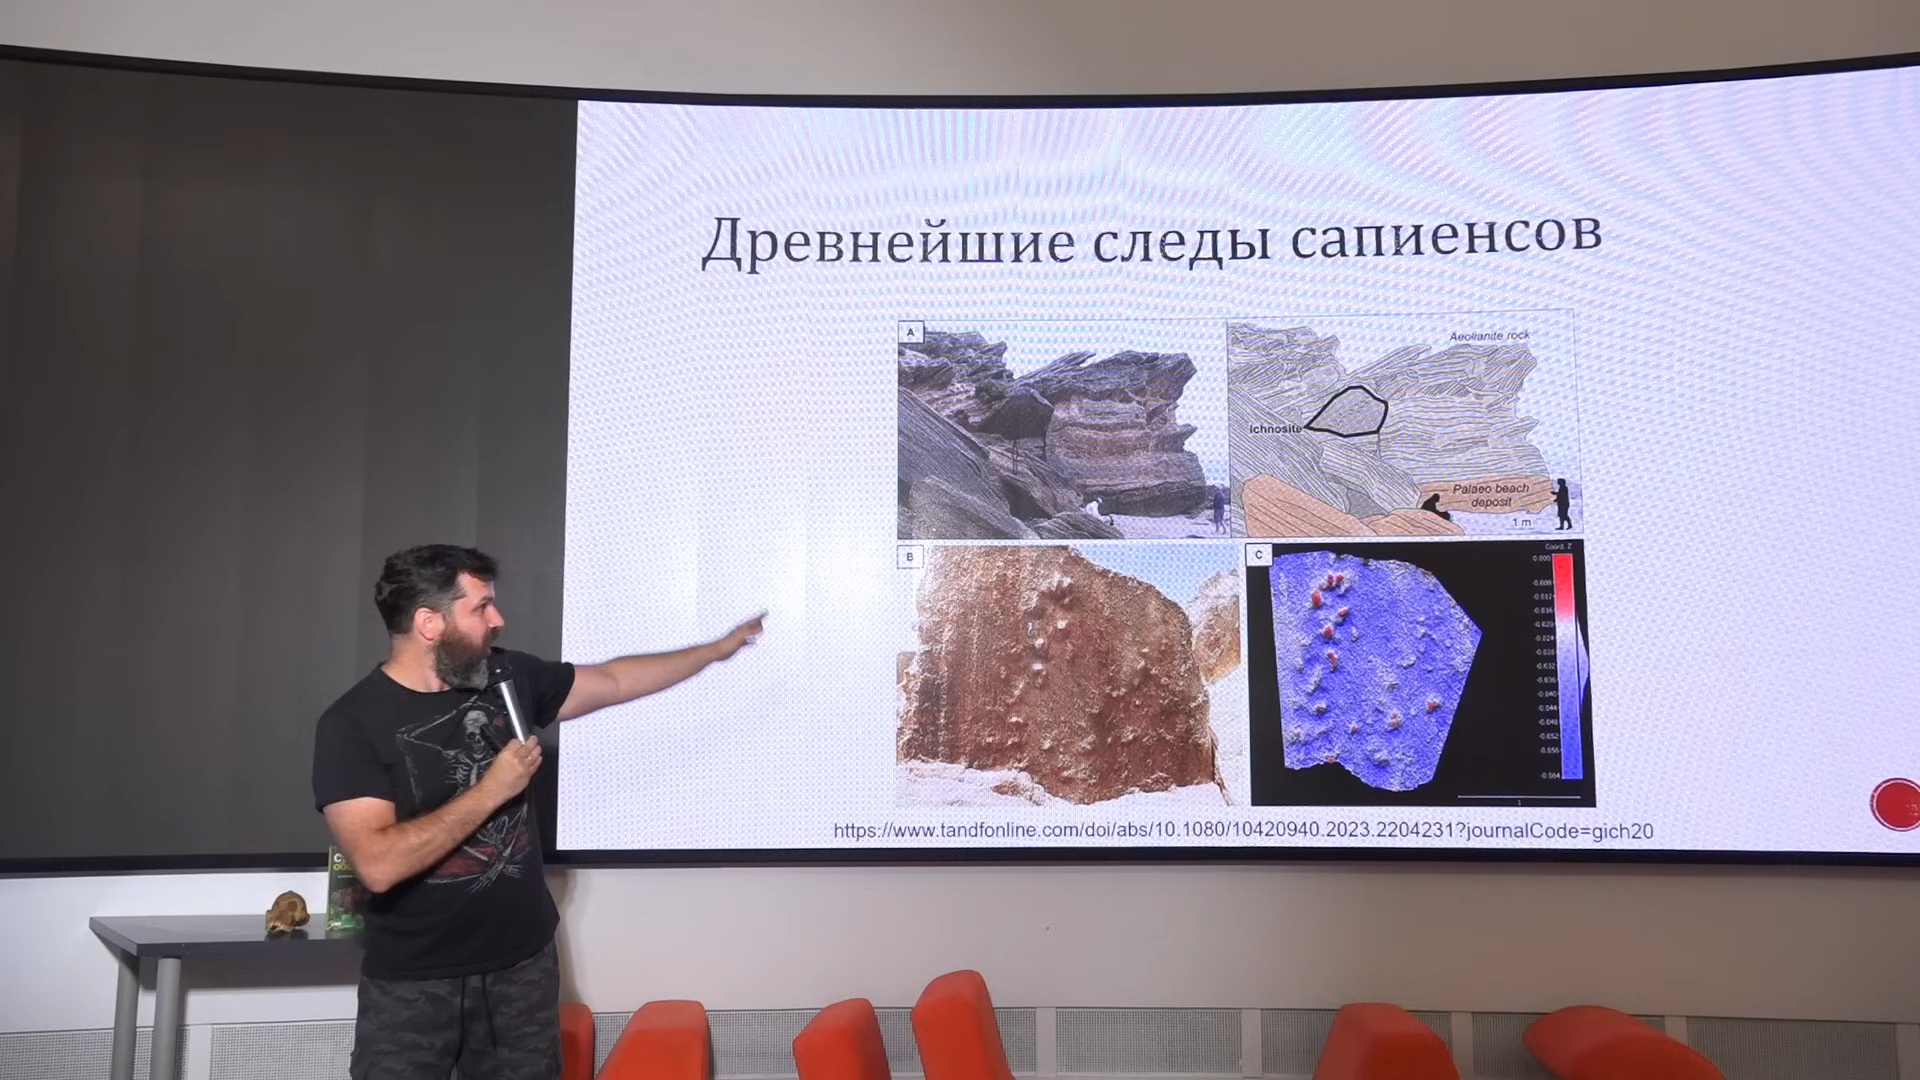 Древнейшие следы сапиенсов
A
Aeolianite rock
Ichnosite
Palaeo beach
deposit
1 m
B
C
Coord Z
https://www.tandfonline.com/doi/abs/10.1080/10420940.2023.2204231?journalCode=gich20